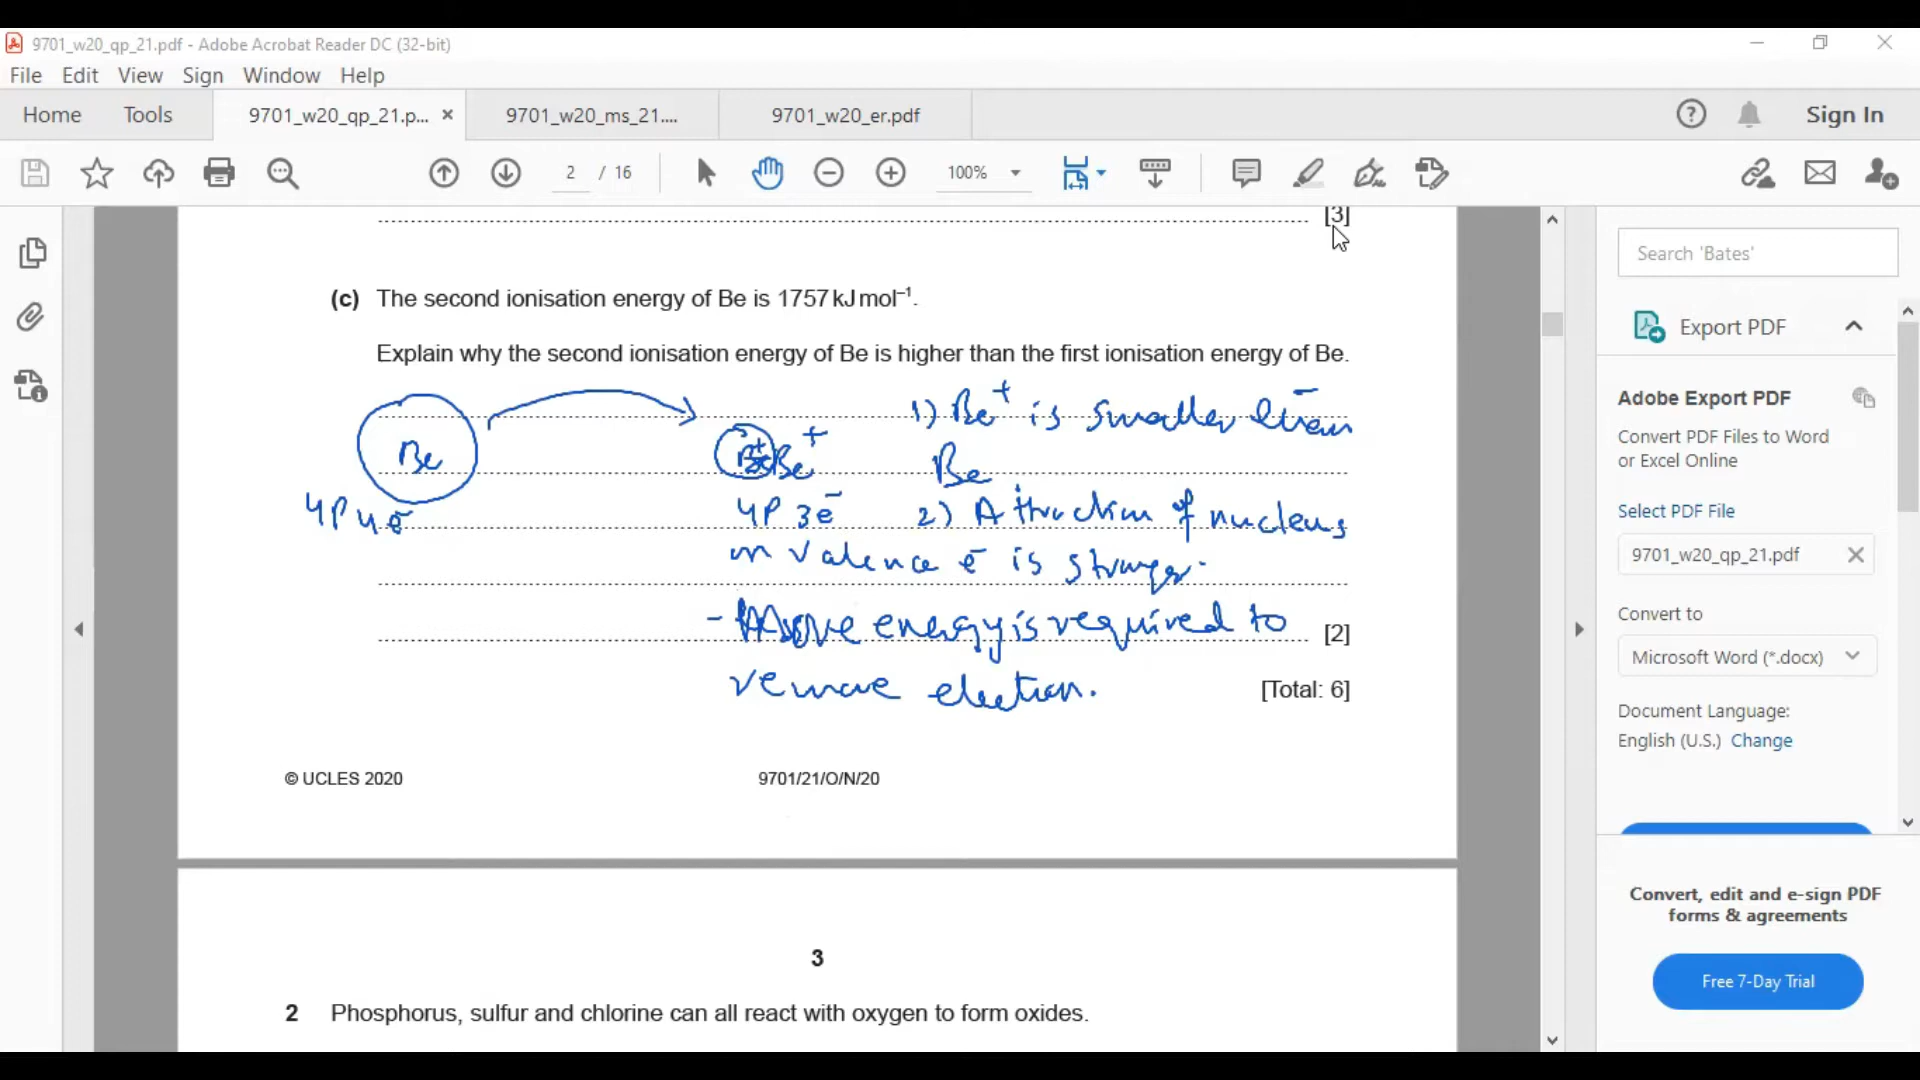 9701_w20_qp_21.pdf - Adobe Acrobat Reader DC (32-bit)
File Edit View Sign Window Help
Home Tools 9701_w20_qp_21.p... × 9701_w20_ms_21.... 9701_w20_er.pdf Sign In
2 / 16 100%
[3]
(c) The second ionisation energy of Be is 1757 kJ mol⁻¹.
Explain why the second ionisation energy of Be is higher than the first ionisation energy of Be.
1) Be⁺ is smaller than
Be
Be Be⁺
4P 4e⁻ 4P 3e⁻ 2) Attraction of nucleus
on valence e⁻ is stronger.
- More energy is required to [2]
remove electron. [Total: 6]
© UCLES 2020 9701/21/O/N/20
3
2 Phosphorus, sulfur and chlorine can all react with oxygen to form oxides.
Search 'Bates'
Export PDF
Adobe Export PDF
Convert PDF Files to Word
or Excel Online
Select PDF File
9701_w20_qp_21.pdf
Convert to
Microsoft Word (*.docx)
Document Language:
English (U.S.) Change
Convert, edit and e-sign PDF
forms & agreements
Free 7-Day Trial